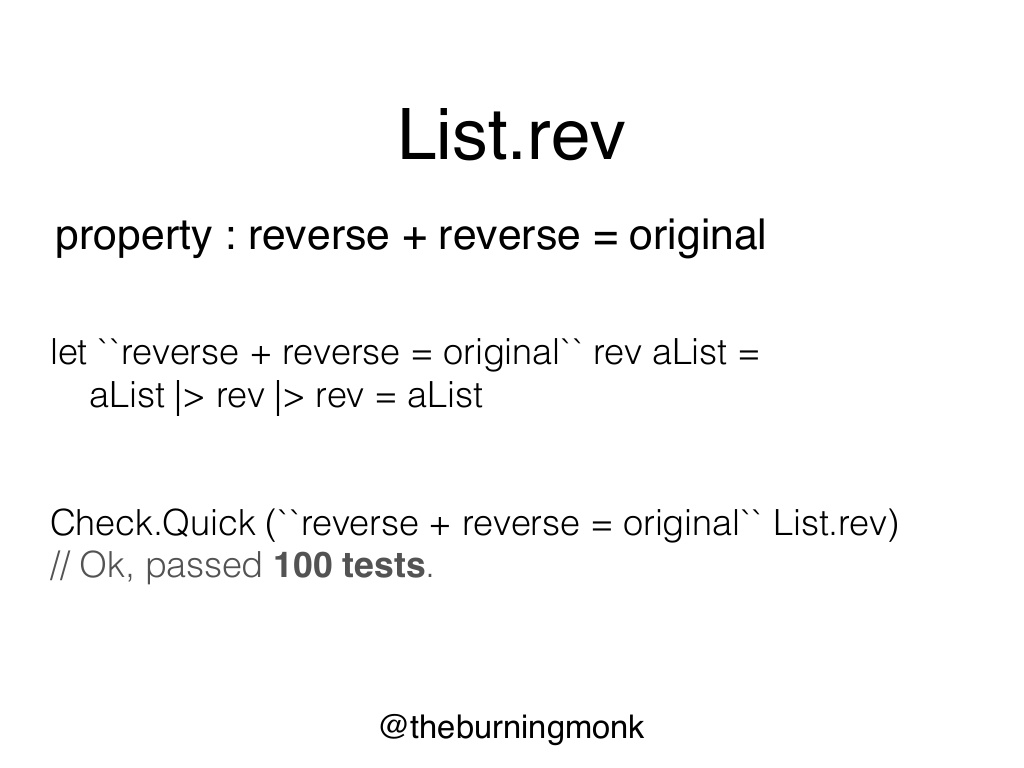 List.rev
property : reverse + reverse = original
let ``reverse + reverse = original`` rev aList =
aList |> rev |> rev = aList
Check.Quick (``reverse + reverse = original`` List.rev)
// Ok, passed 100 tests.
@theburningmonk